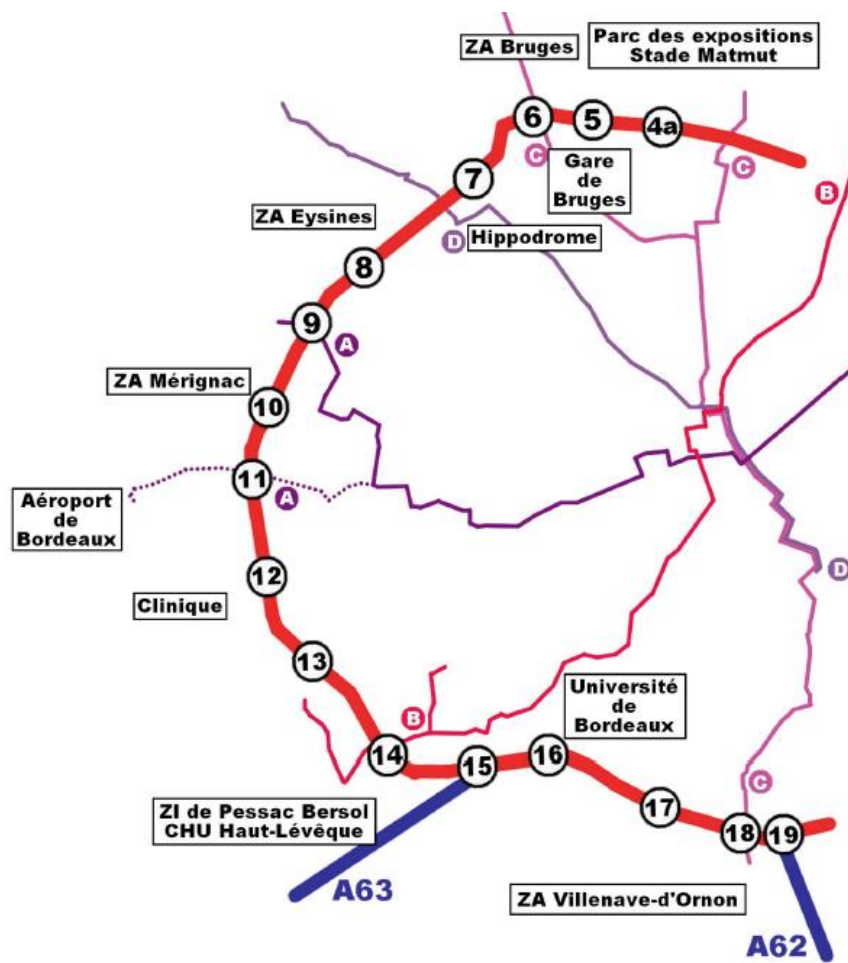 ZA Bruges
Parc des expositions
Stade Matmut
6
5
4a
C
C
7
Gare
de
Bruges
B
ZA Eysines
D
Hippodrome
8
9
A
ZA Mérignac
10
11
A
Aéroport
de
Bordeaux
12
D
Clinique
13
Université
de
Bordeaux
B
14
15
16
C
17
ZI de Pessac Bersol
CHU Haut-Lévêque
18
19
A63
ZA Villenave-d'Ornon
A62